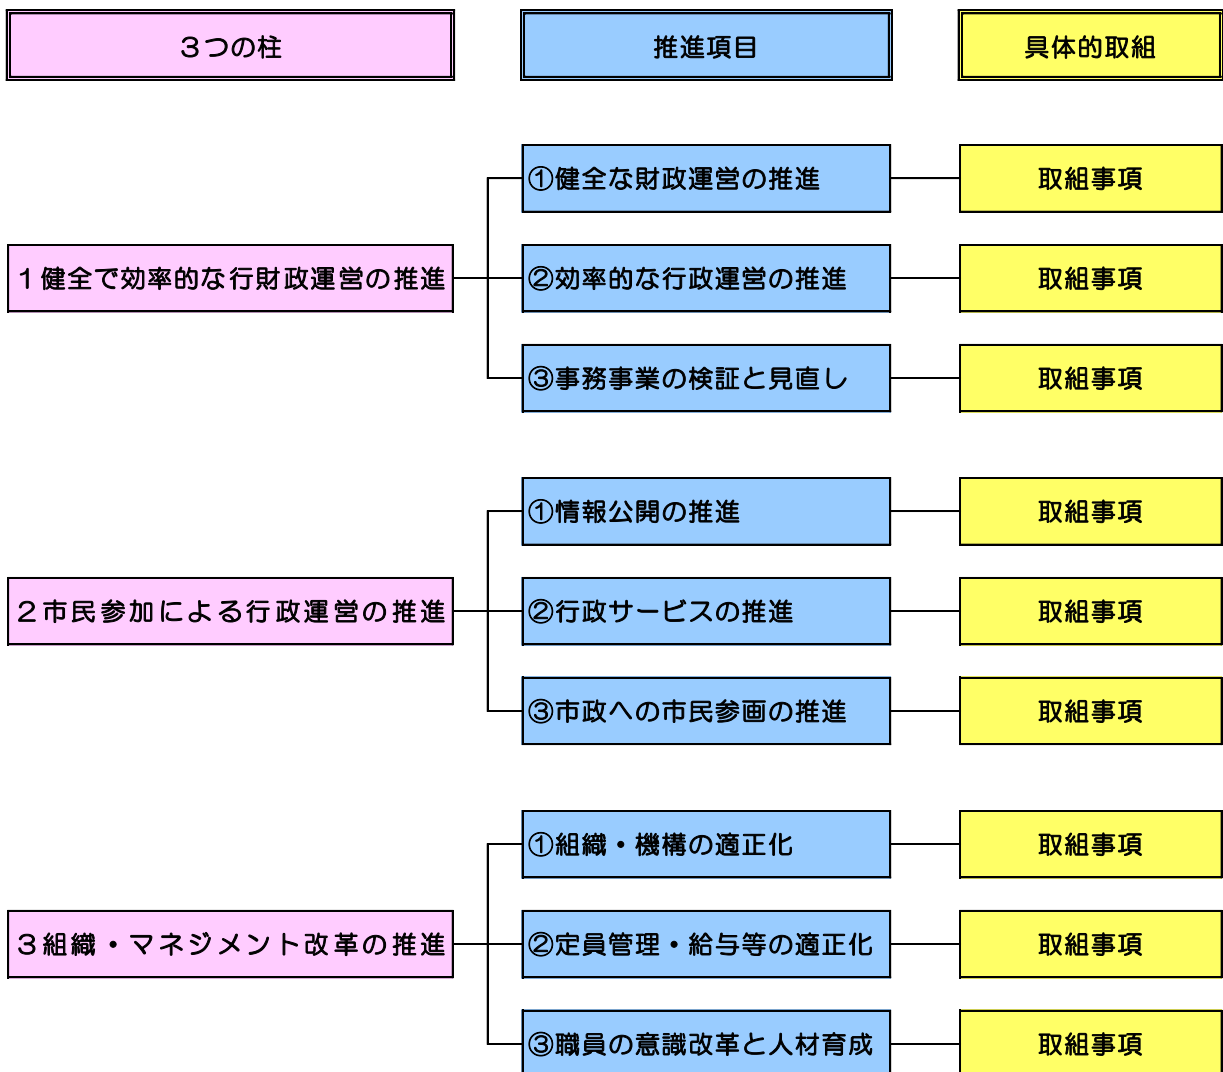 ３つの柱
推進項目
具体的取組
①健全な財政運営の推進
取組事項
１健全で効率的な行財政運営の推進
②効率的な行政運営の推進
取組事項
③事務事業の検証と見直し
取組事項
①情報公開の推進
取組事項
２市民参加による行政運営の推進
②行政サービスの推進
取組事項
③市政への市民参画の推進
取組事項
①組織・機構の適正化
取組事項
３組織・マネジメント改革の推進
②定員管理・給与等の適正化
取組事項
③職員の意識改革と人材育成
取組事項